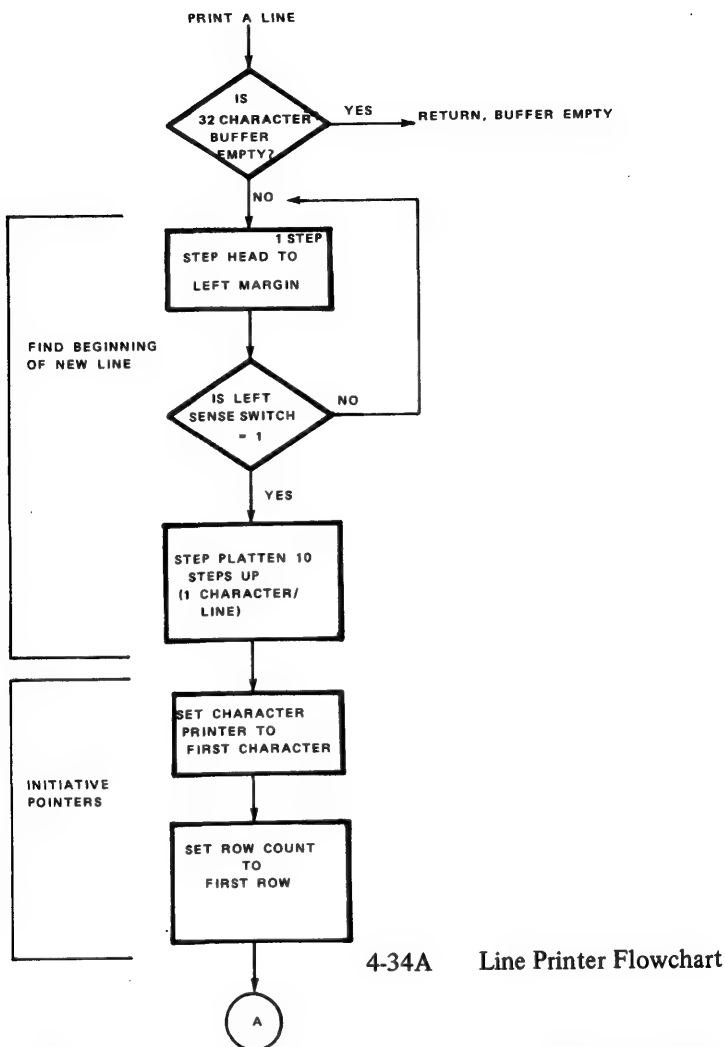 PRINT A LINE
IS
32 CHARACTER
BUFFER
EMPTY?
YES
RETURN, BUFFER EMPTY
NO
1 STEP
STEP HEAD TO
LEFT MARGIN
FIND BEGINNING
OF NEW LINE
IS LEFT
SENSE SWITCH
= 1
NO
YES
STEP PLATTEN 10
STEPS UP
(1 CHARACTER/
LINE)
SET CHARACTER
PRINTER TO
FIRST CHARACTER
INITIATIVE
POINTERS
SET ROW COUNT
TO
FIRST ROW
4-34A Line Printer Flowchart
A